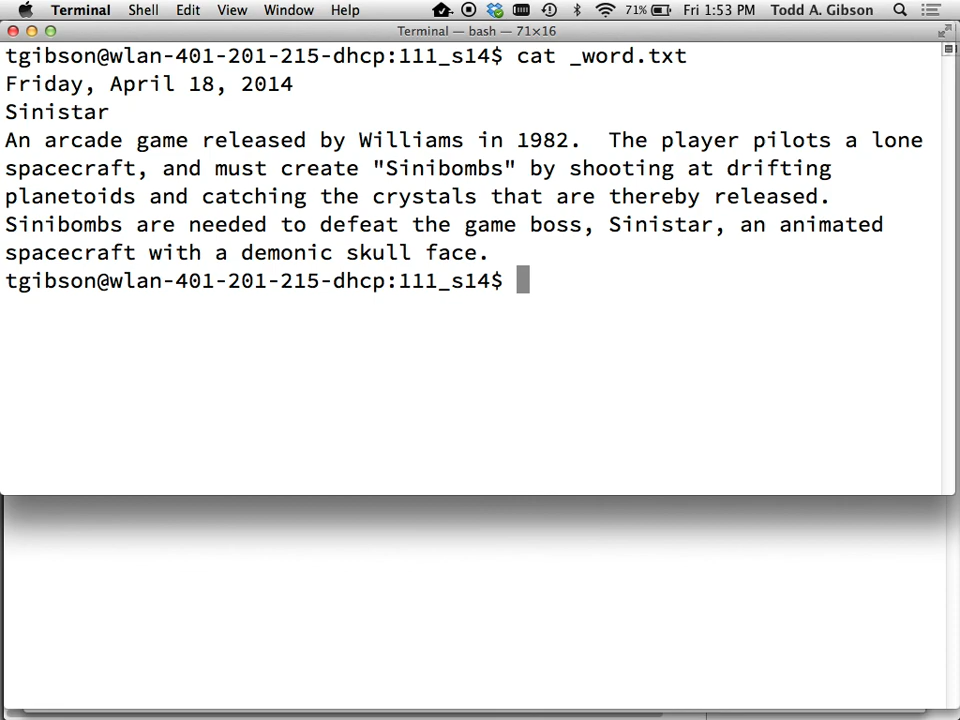 Terminal Shell Edit View Window Help 71% Fri 1:53 PM Todd A. Gibson
Terminal — bash — 71×16
tgibson@wlan-401-201-215-dhcp:111_s14$ cat _word.txt
Friday, April 18, 2014
Sinistar
An arcade game released by Williams in 1982.  The player pilots a lone
spacecraft, and must create "Sinibombs" by shooting at drifting
planetoids and catching the crystals that are thereby released.
Sinibombs are needed to defeat the game boss, Sinistar, an animated
spacecraft with a demonic skull face.
tgibson@wlan-401-201-215-dhcp:111_s14$